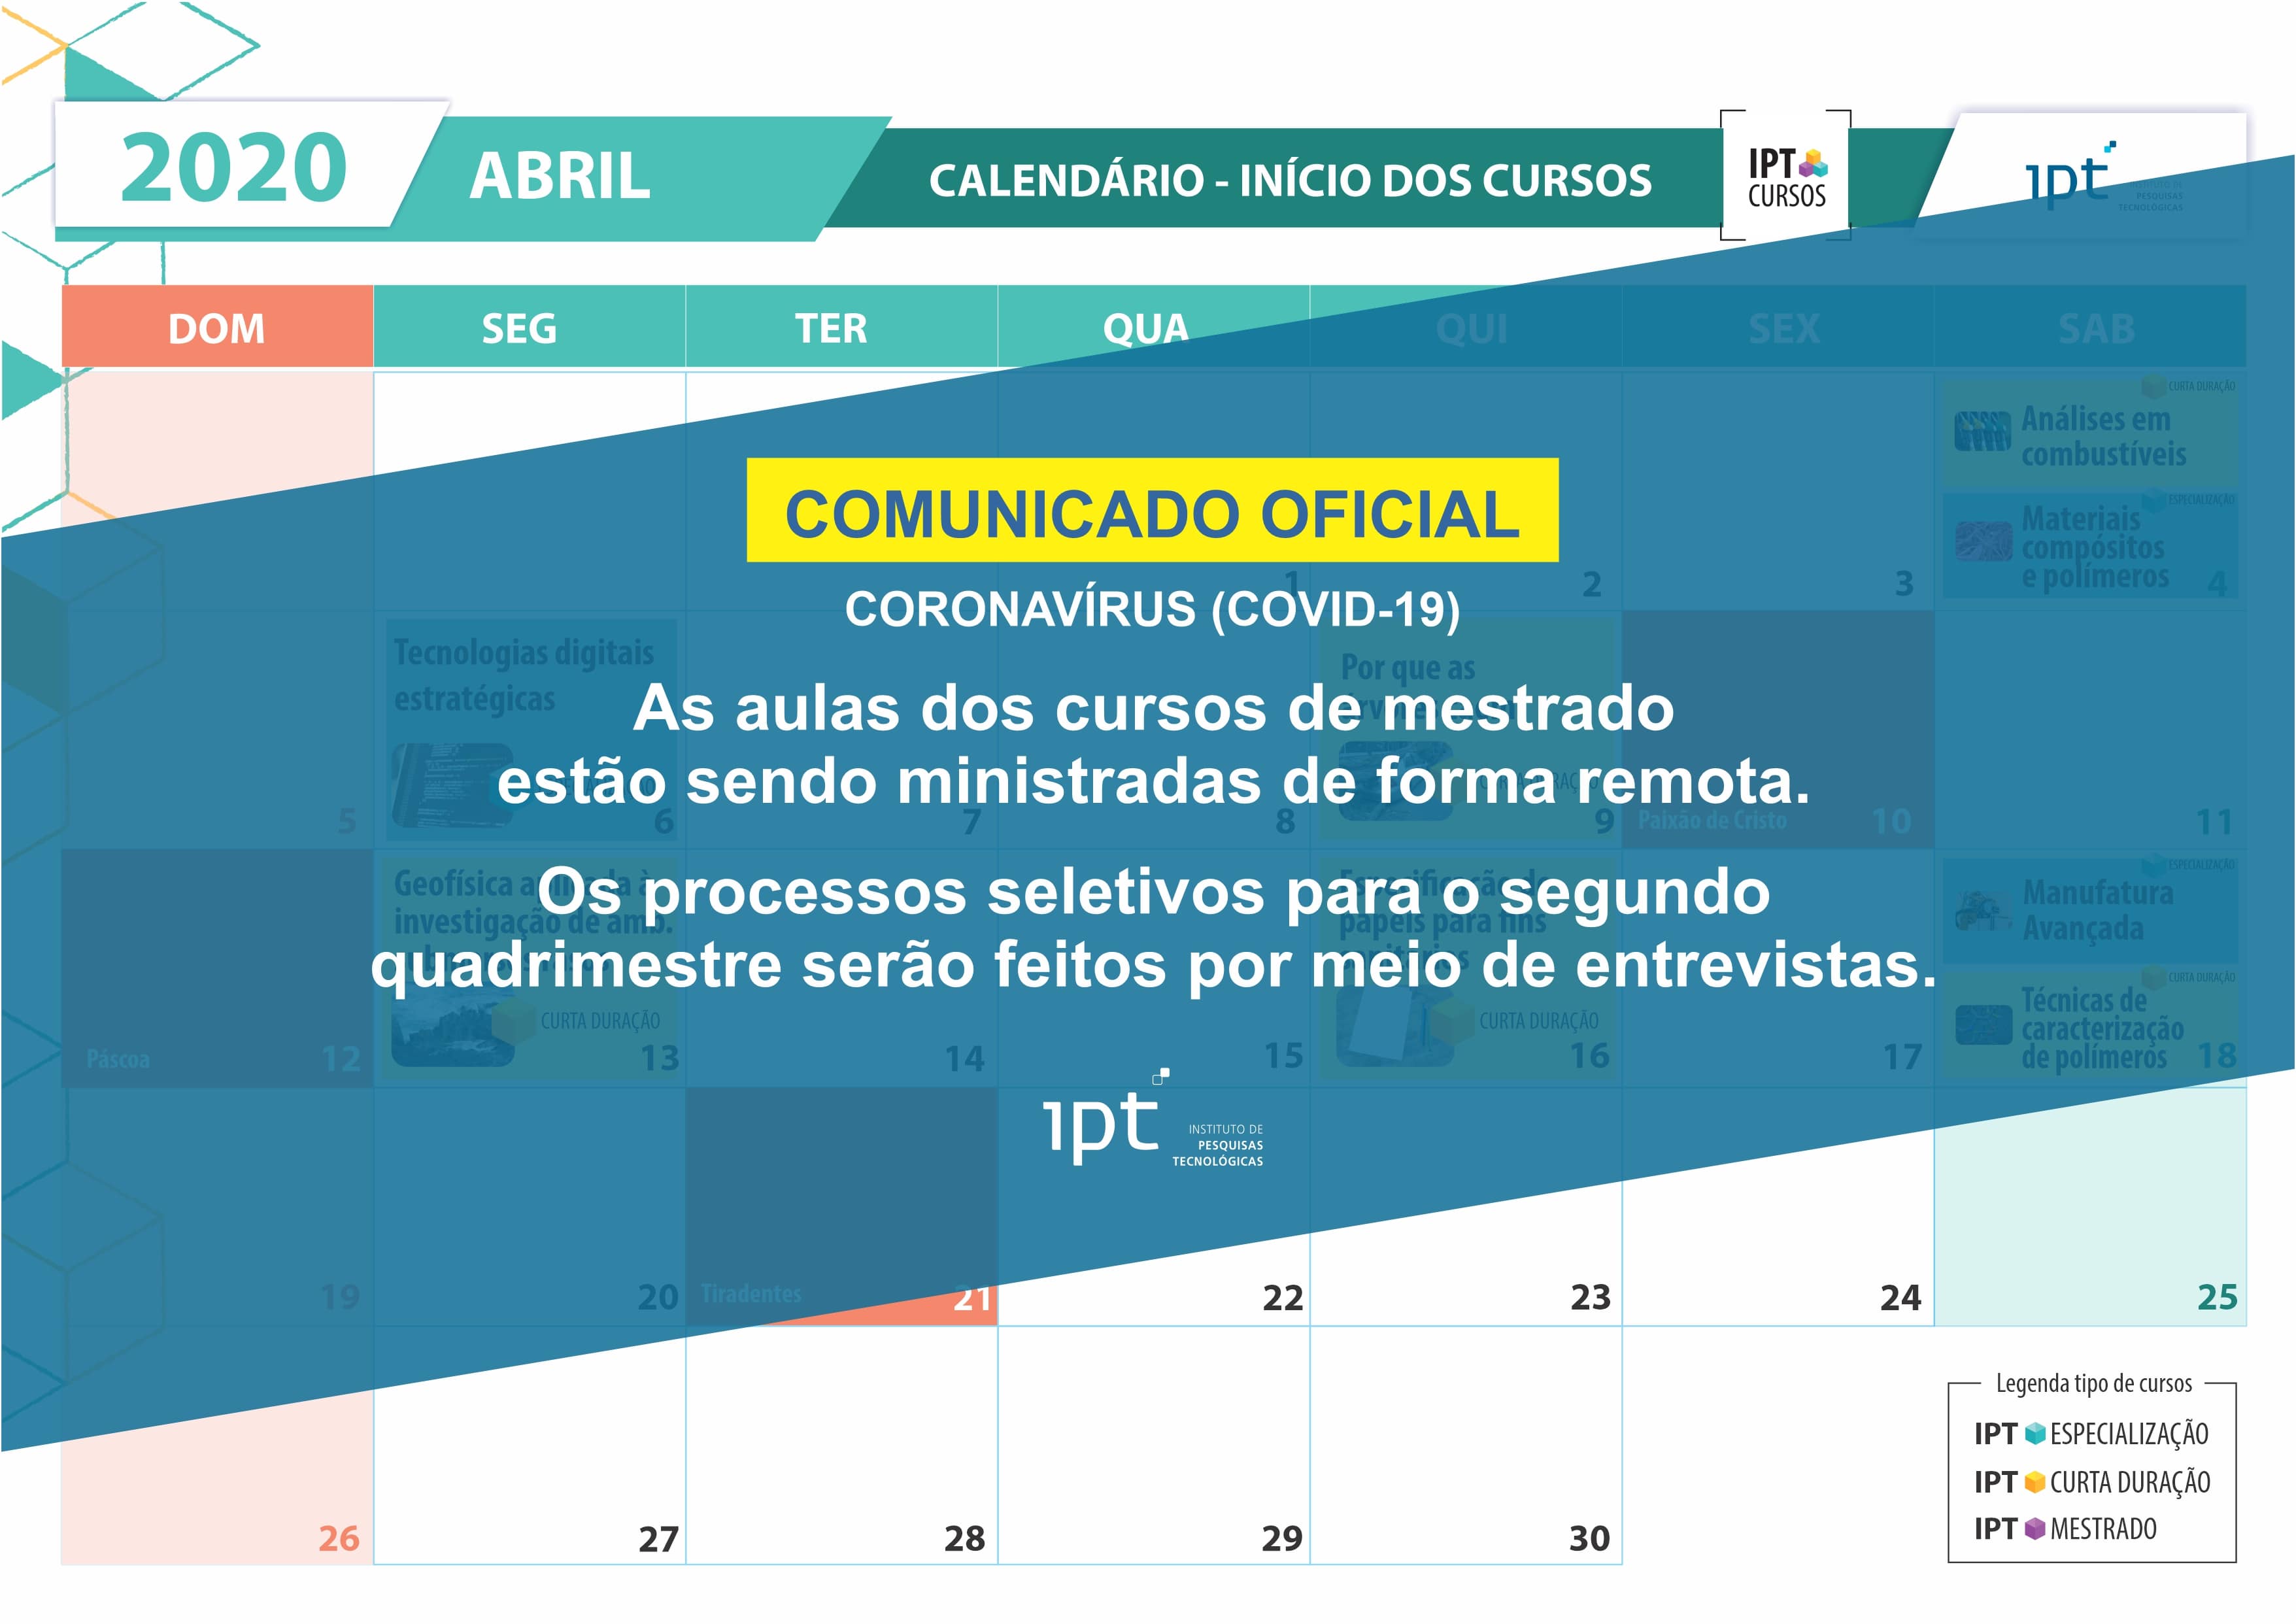 2020
ABRIL
CALENDÁRIO - INÍCIO DOS CURSOS
IPT
CURSOS
ipt
PESQUISAS
TECNOLÓGICAS
DOM SEG TER QUA QUI SEX SAB
CURTA DURAÇÃO
Análises em
combustíveis
ESPECIALIZAÇÃO
Materiais
compósitos
e polímeros
1 2 3 4
COMUNICADO OFICIAL
CORONAVÍRUS (COVID-19)
As aulas dos cursos de mestrado
estão sendo ministradas de forma remota.
Os processos seletivos para o segundo
quadrimestre serão feitos por meio de entrevistas.
ipt
INSTITUTO DE
PESQUISAS
TECNOLÓGICAS
Tecnologias digitais
estratégicas
Por que as
Paixão de Cristo
5 6 7 8 9 10 11
Geofísica aplicada à
investigação de amb.
CURTA DURAÇÃO
Especificação de
papéis para fins
CURTA DURAÇÃO
ESPECIALIZAÇÃO
Manufatura
Avançada
CURTA DURAÇÃO
Técnicas de
caracterização
de polímeros
Páscoa
12 13 14 15 16 17 18
Tiradentes
19 20 21 22 23 24 25
26 27 28 29 30
Legenda tipo de cursos
IPT ESPECIALIZAÇÃO
IPT CURTA DURAÇÃO
IPT MESTRADO